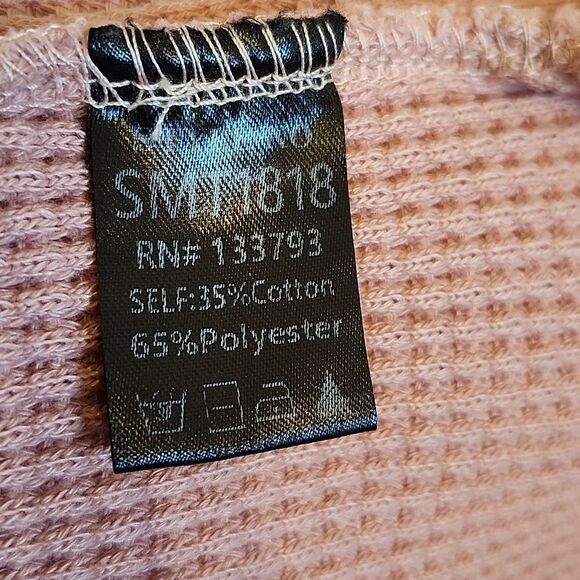 SMT1818
RN# 133793
SELF:35%Cotton
65%Polyester